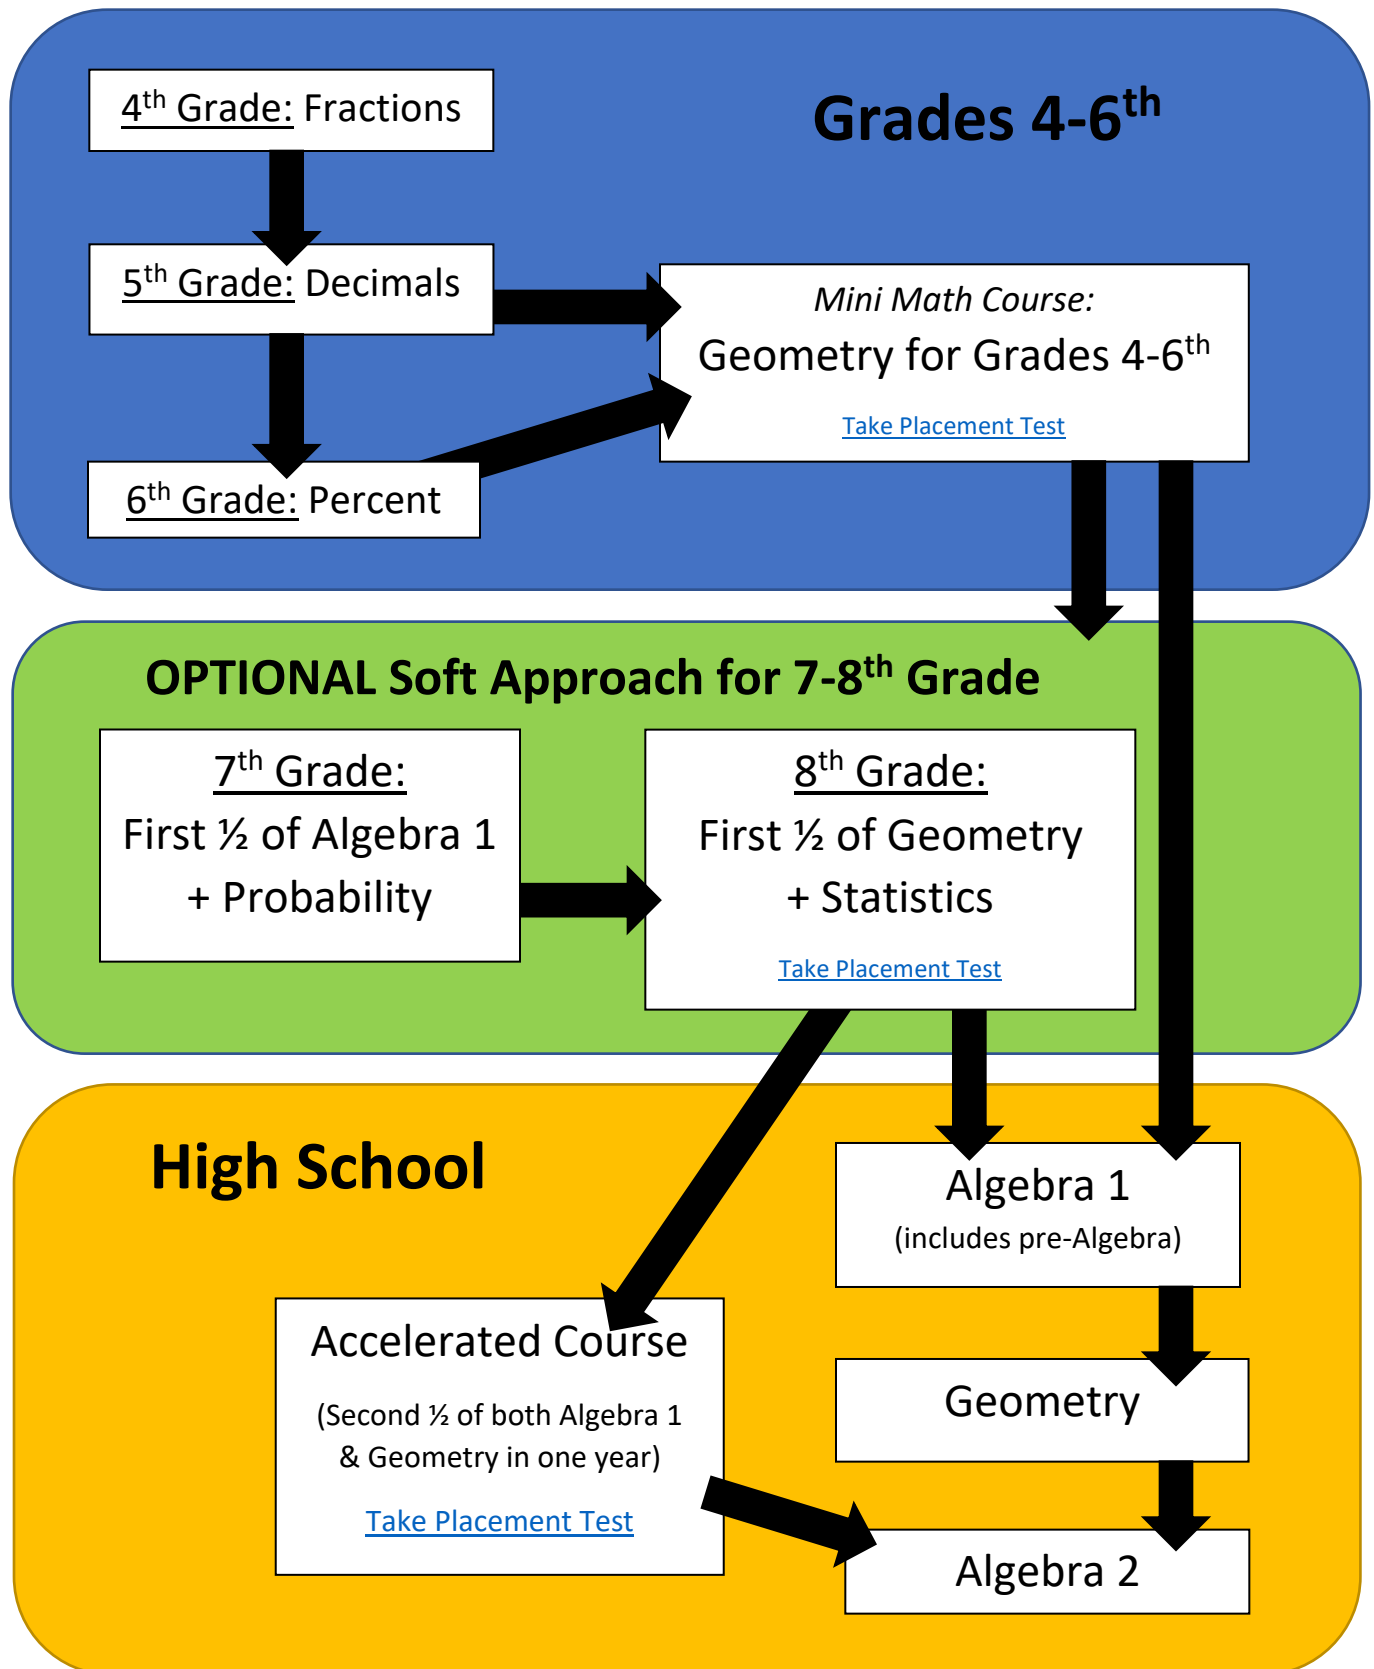 4th Grade: Fractions
Grades 4-6th
5th Grade: Decimals
Mini Math Course:
Geometry for Grades 4-6th
Take Placement Test
6th Grade: Percent
OPTIONAL Soft Approach for 7-8th Grade
7th Grade:
First ½ of Algebra 1
+ Probability
8th Grade:
First ½ of Geometry
+ Statistics
Take Placement Test
High School
Algebra 1
(includes pre-Algebra)
Accelerated Course
(Second ½ of both Algebra 1
& Geometry in one year)
Take Placement Test
Geometry
Algebra 2